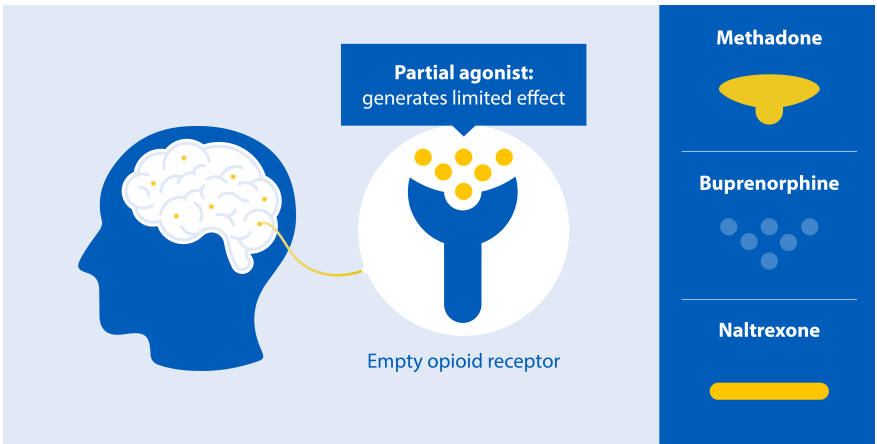 Partial agonist:
generates limited effect
Empty opioid receptor
Methadone
Buprenorphine
Naltrexone